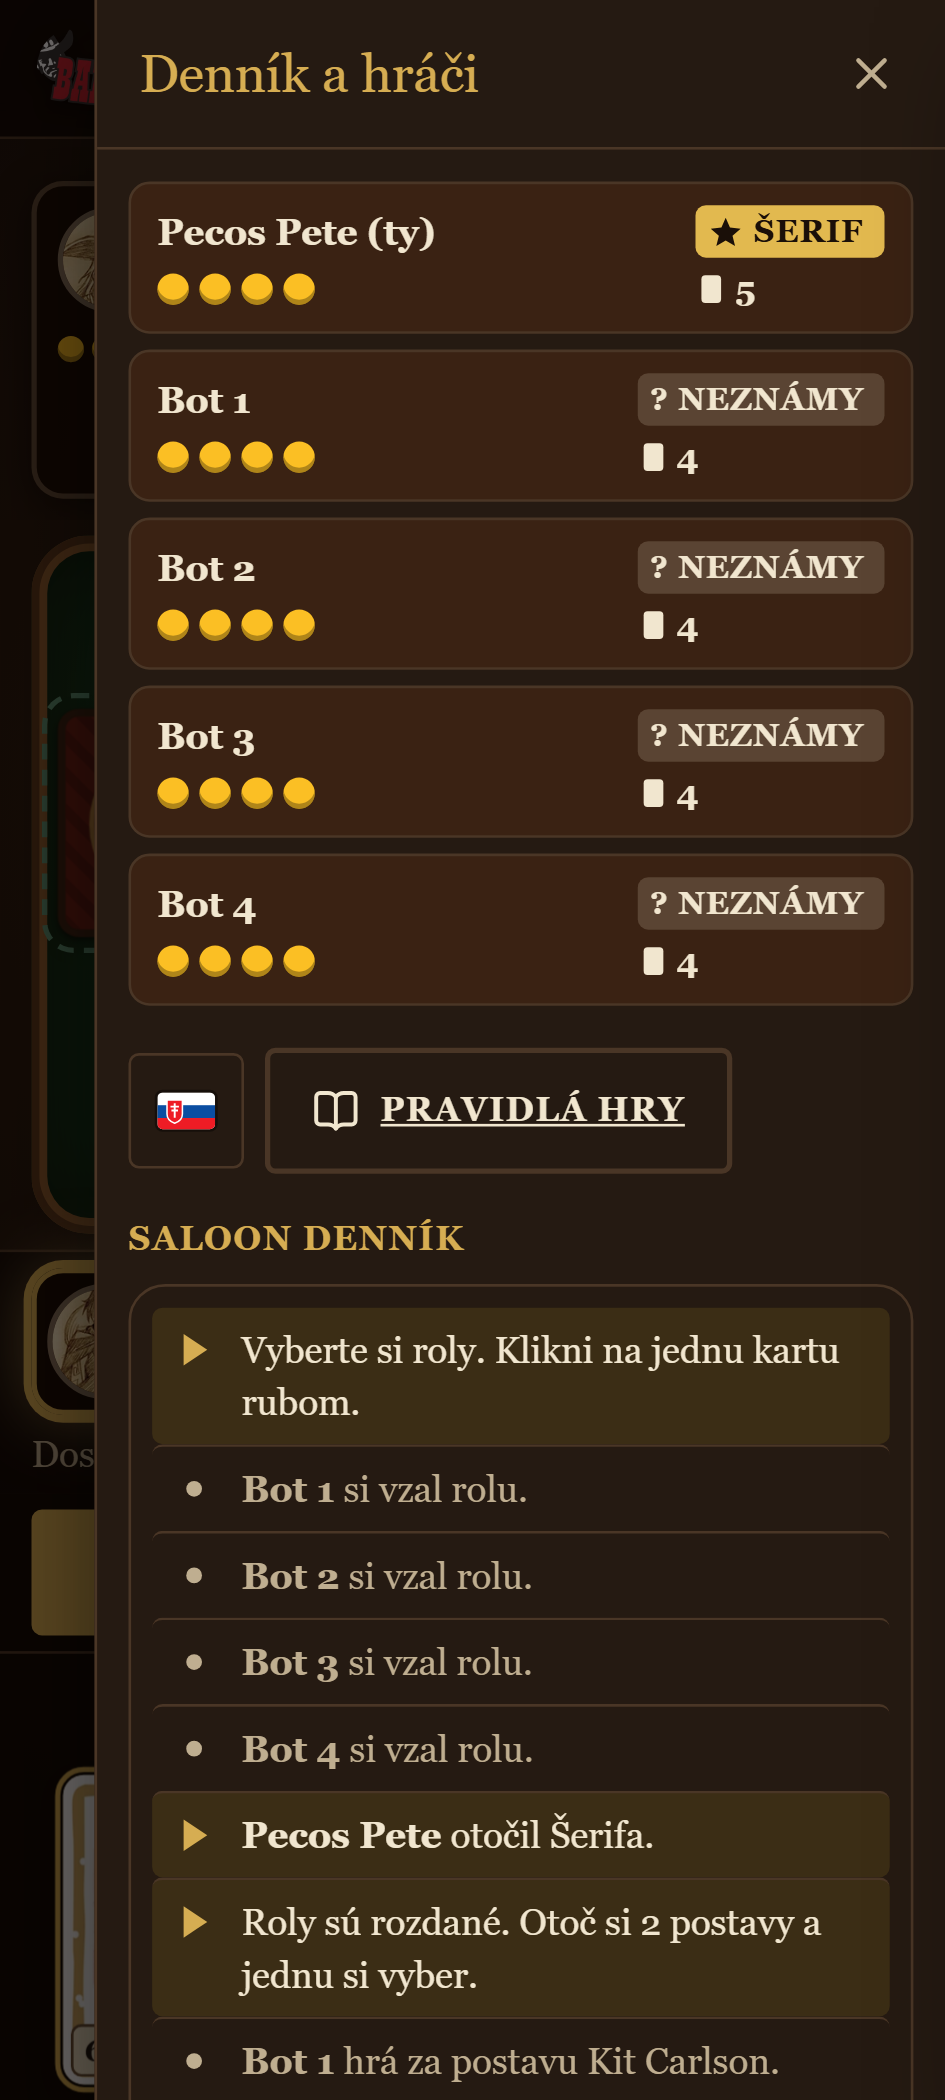 Denník a hráči
Pecos Pete (ty)
★ ŠERIF
5
Bot 1
? NEZNÁMY
4
Bot 2
? NEZNÁMY
4
Bot 3
? NEZNÁMY
4
Bot 4
? NEZNÁMY
4
PRAVIDLÁ HRY
SALOON DENNÍK
Vyberte si roly. Klikni na jednu kartu
rubom.
Bot 1 si vzal rolu.
Bot 2 si vzal rolu.
Bot 3 si vzal rolu.
Bot 4 si vzal rolu.
Pecos Pete otočil Šerifa.
Roly sú rozdané. Otoč si 2 postavy a
jednu si vyber.
Bot 1 hrá za postavu Kit Carlson.
BA
Dos